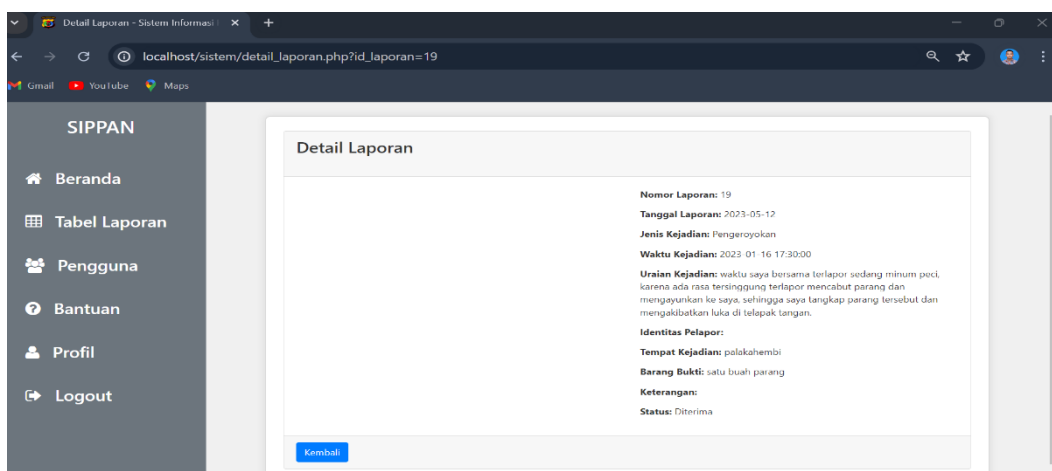 Detail Laporan - Sistem Informasi
localhost/sistem/detail_laporan.php?id_laporan=19
Gmail YouTube Maps
SIPPAN
Beranda
Tabel Laporan
Pengguna
Bantuan
Profil
Logout
Detail Laporan
Nomor Laporan: 19
Tanggal Laporan: 2023-05-12
Jenis Kejadian: Pengeroyokan
Waktu Kejadian: 2023-01-16 17:30:00
Uraian Kejadian: waktu saya bersama terlapor sedang minum peci,
karena ada rasa tersinggung terlapor mencabut parang dan
mengayunkan ke saya, sehingga saya tangkap parang tersebut dan
mengakibatkan luka di telapak tangan.
Identitas Pelapor:
Tempat Kejadian: palakahembi
Barang Bukti: satu buah parang
Keterangan:
Status: Diterima
Kembali